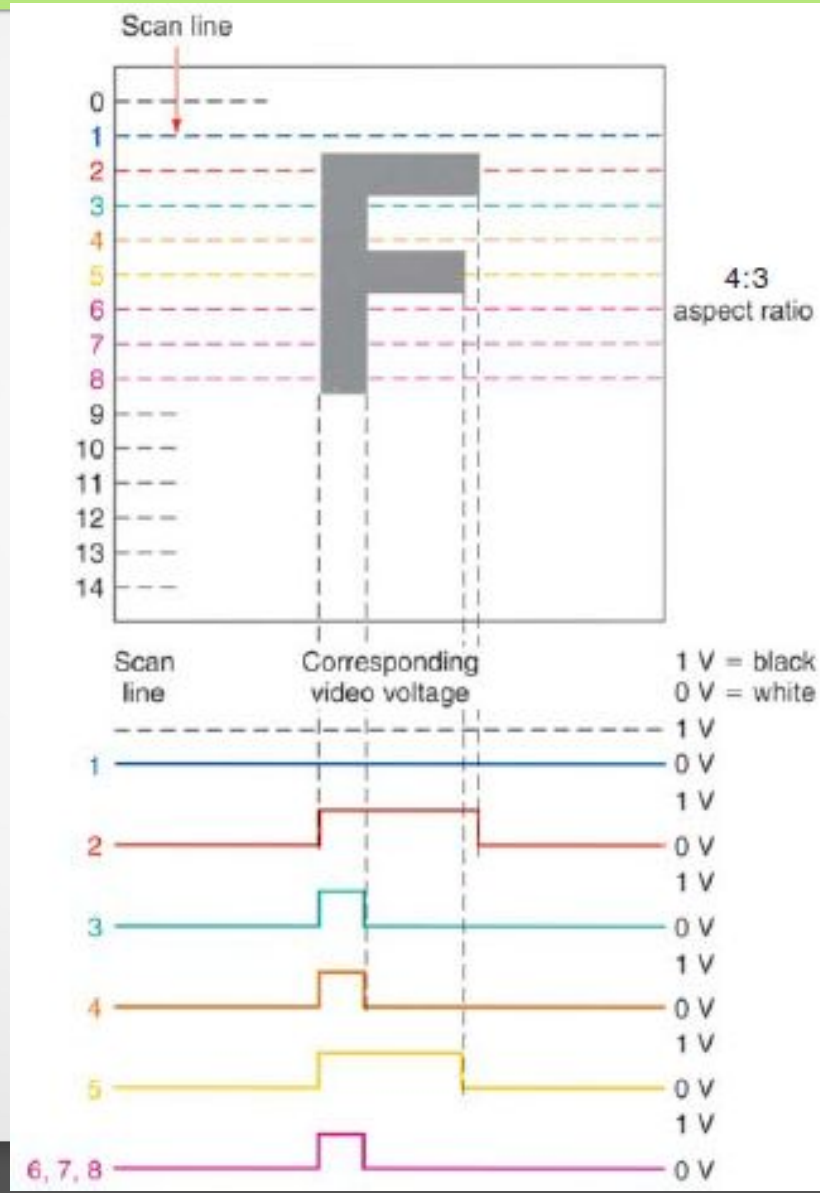 Scan line
0
1
2
3
4
5
6
7
8
9
10
11
12
13
14
4:3
aspect ratio
F
Scan
line
Corresponding
video voltage
1 V = black
0 V = white
1 V
1
0 V
1 V
2
0 V
1 V
3
0 V
1 V
4
0 V
1 V
5
0 V
1 V
6, 7, 8
0 V